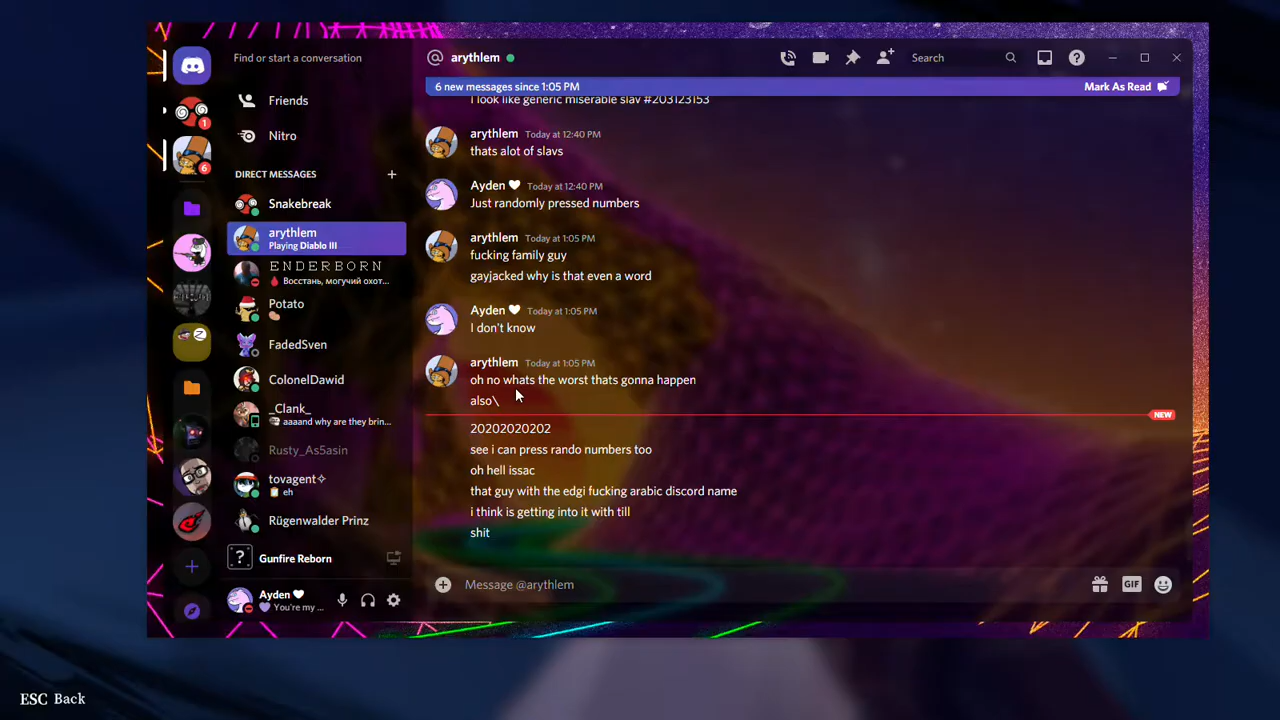 Find or start a conversation
Friends
Nitro
DIRECT MESSAGES
Snakebreak
arythlem
Playing Diablo III
E N D E R B O R N
Восстань, могучий охот...
Potato
FadedSven
ColonelDawid
_Clank_
aaaand why are they brin...
Rusty_As5asin
tovagent✧
eh
Rügenwalder Prinz
?
Gunfire Reborn
Ayden
You're my ...
1
6
Z
@ arythlem
Search
6 new messages since 1:05 PM
Mark As Read
I look like generic miserable slav #203123153
arythlem Today at 12:40 PM
thats alot of slavs
Ayden Today at 12:40 PM
Just randomly pressed numbers
arythlem Today at 1:05 PM
fucking family guy
gayjacked why is that even a word
Ayden Today at 1:05 PM
I don't know
arythlem Today at 1:05 PM
oh no whats the worst thats gonna happen
also\
NEW
20202020202
see i can press rando numbers too
oh hell issac
that guy with the edgi fucking arabic discord name
i think is getting into it with till
shit
Message @arythlem
GIF
ESC Back